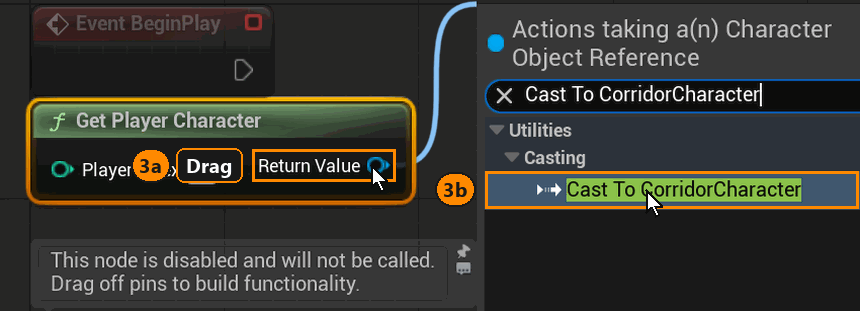 Event BeginPlay
Get Player Character
Player
3a
Drag
Return Value
This node is disabled and will not be called.
Drag off pins to build functionality.
Actions taking a(n) Character
Object Reference
Cast To CorridorCharacter
Utilities
Casting
3b
Cast To CorridorCharacter